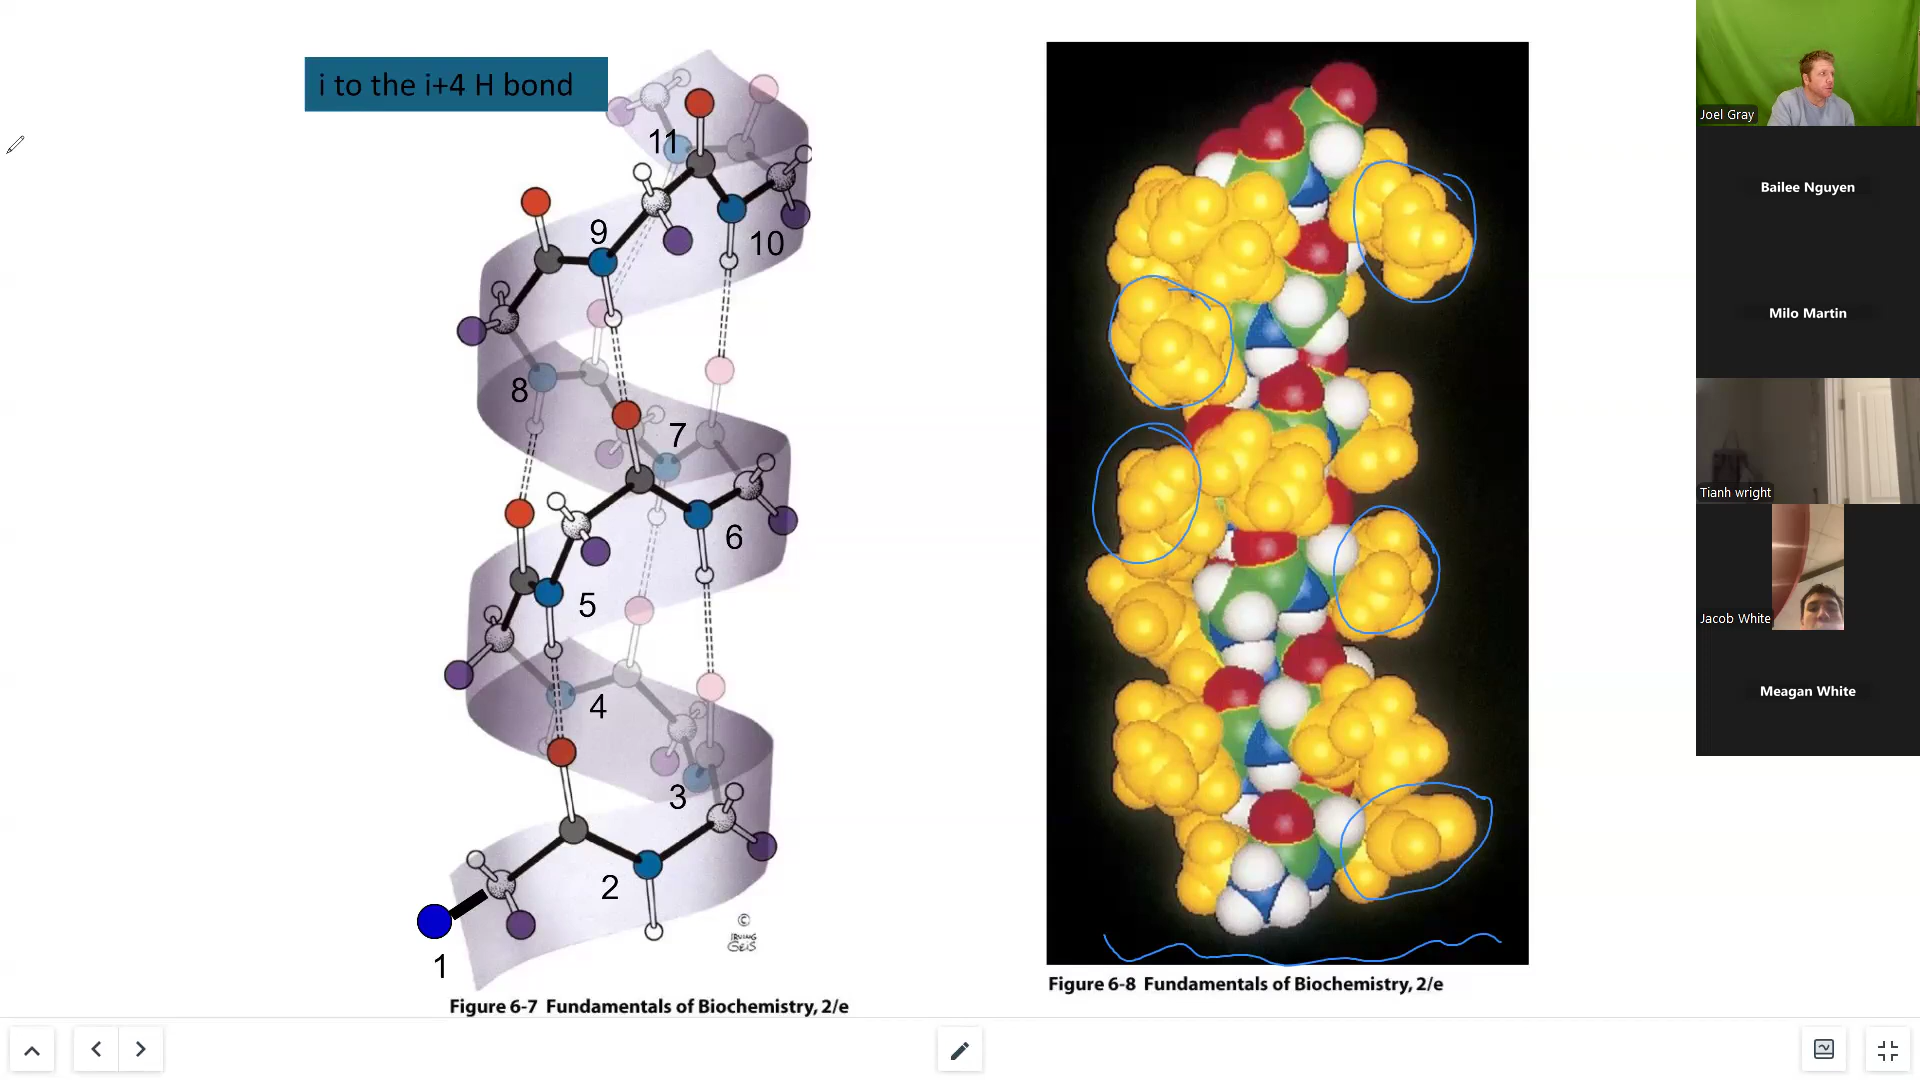 i to the i+4 H bond
11
9
10
8
7
6
5
4
3
2
1
©
IRVING
GEIS
Figure 6-7 Fundamentals of Biochemistry, 2/e
Figure 6-8 Fundamentals of Biochemistry, 2/e
Joel Gray
Bailee Nguyen
Milo Martin
Tianh wright
Jacob White
Meagan White